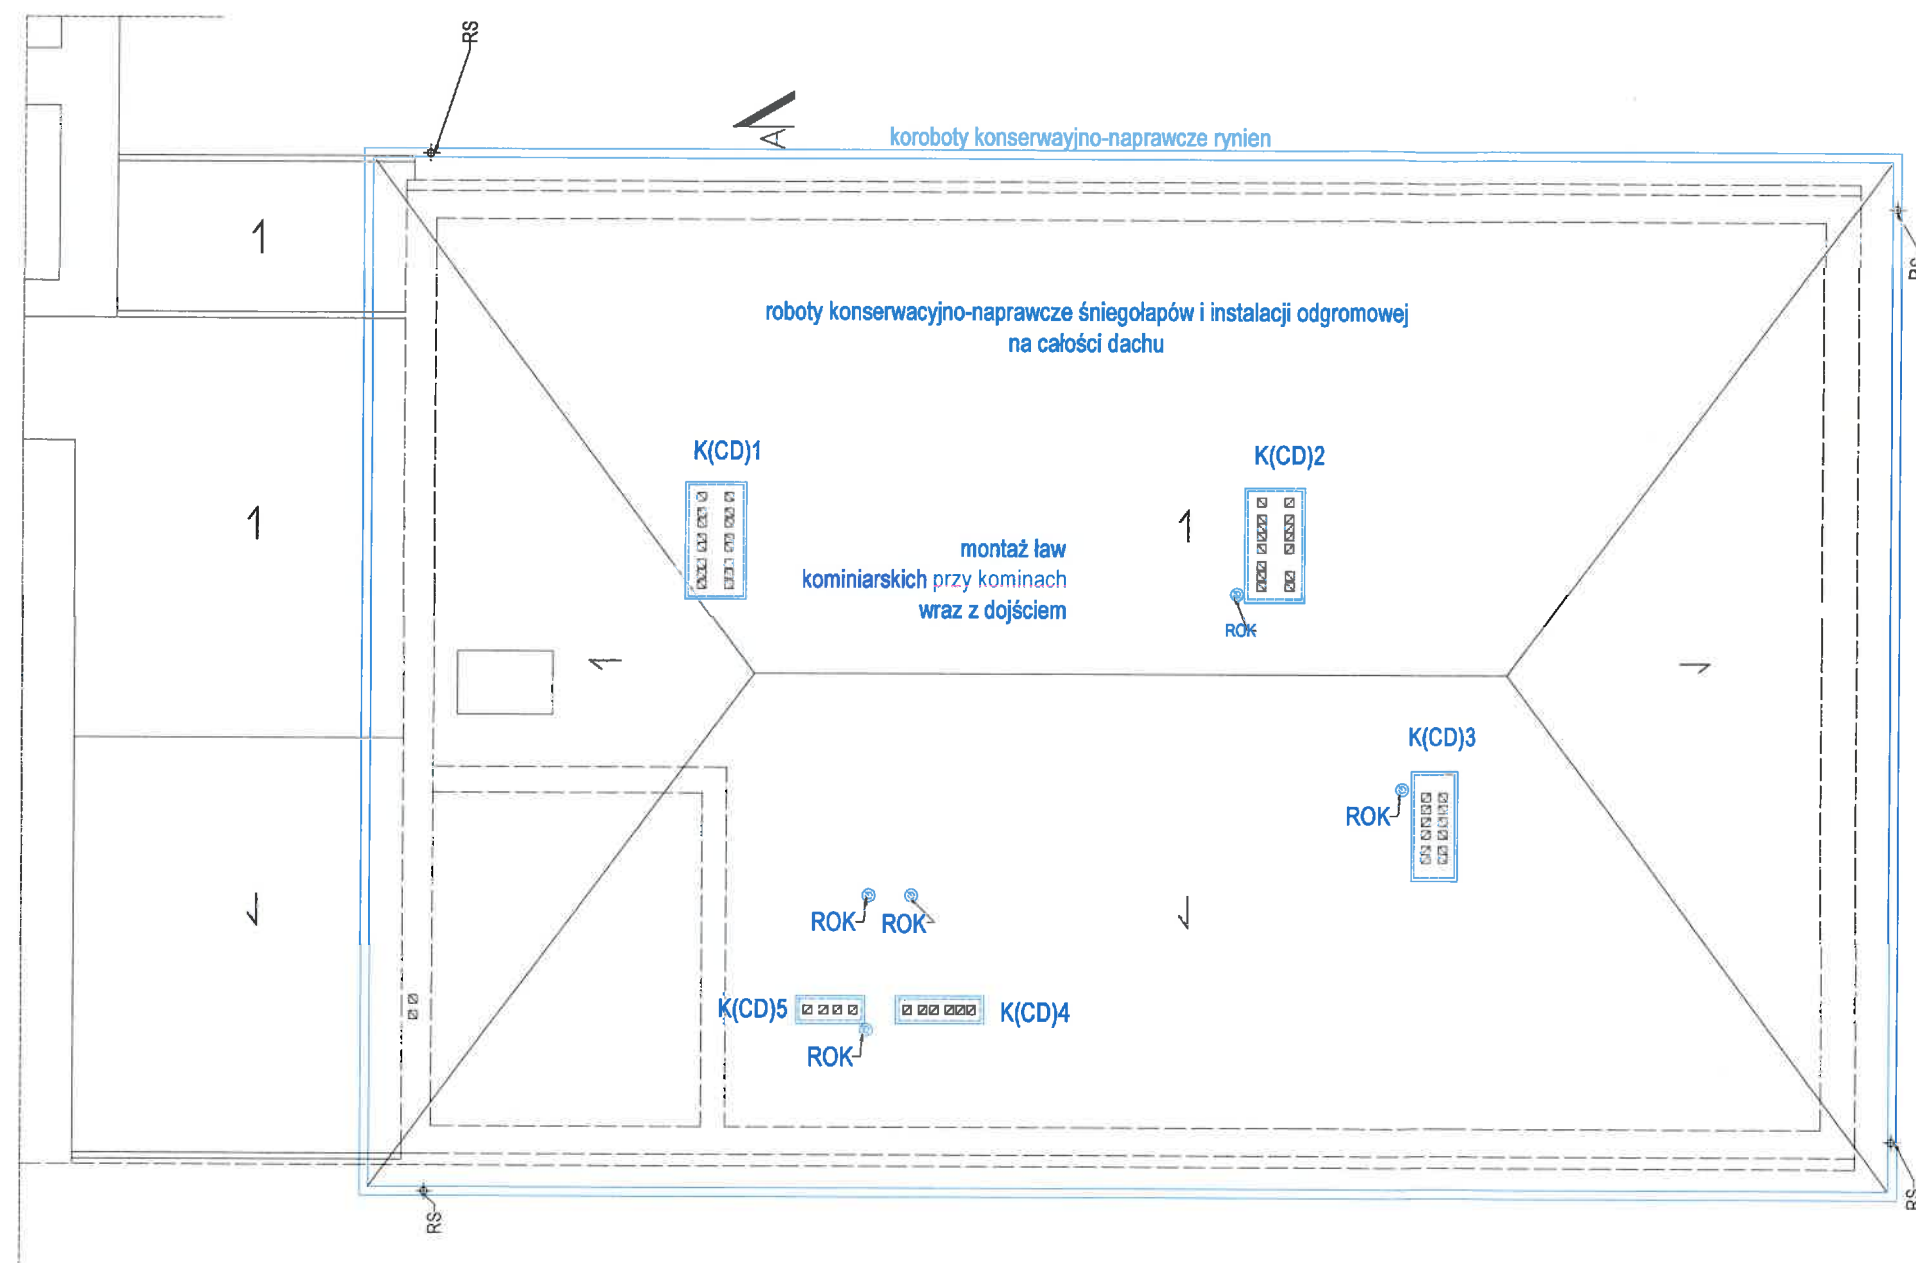 RS
A
koroboty konserwayjno-naprawcze rynien
RS
roboty konserwacyjno-naprawcze śniegołapów i instalacji odgromowej
na całości dachu
K(CD)1
K(CD)2
montaż ław
kominiarskich przy kominach
wraz z dojściem
ROK
K(CD)3
ROK
ROK
ROK
K(CD)5
K(CD)4
ROK
RS
RS